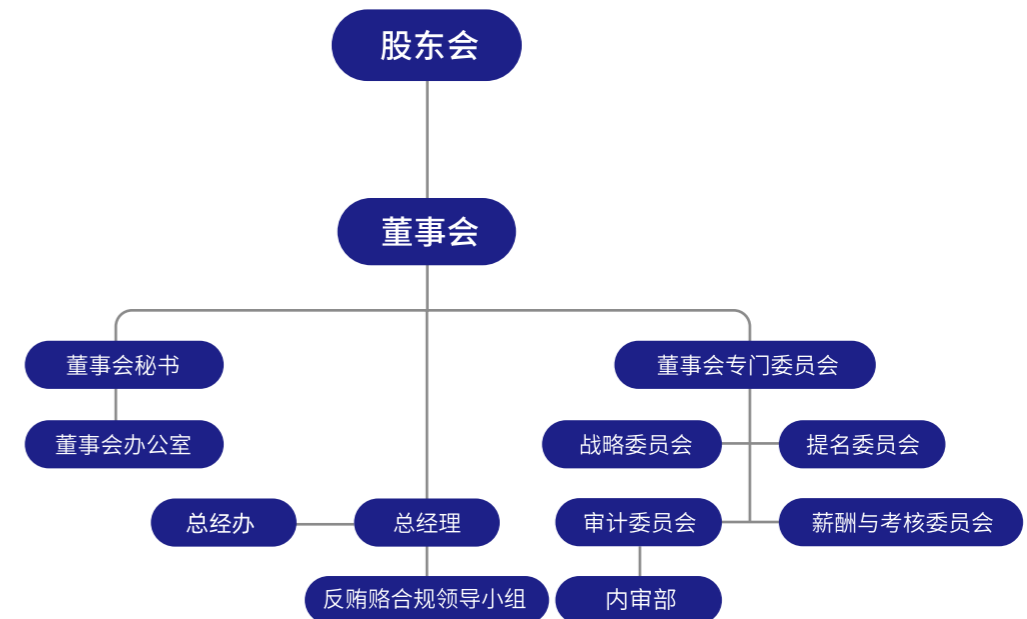 股东会
董事会
董事会秘书
董事会专门委员会
董事会办公室
战略委员会
提名委员会
总经办
总经理
审计委员会
薪酬与考核委员会
反贿赂合规领导小组
内审部